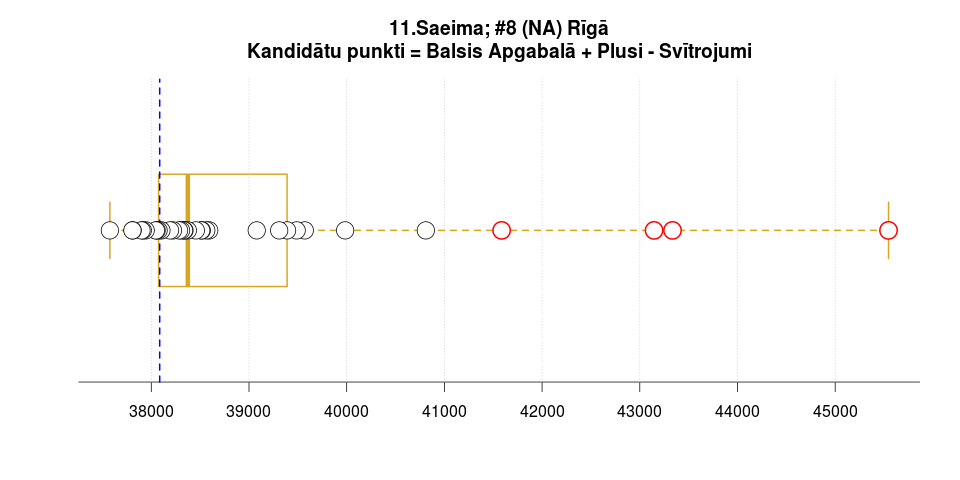 11.Saeima; #8 (NA) Rīgā
Kandidātu punkti = Balsis Apgabalā + Plusi - Svītrojumi
38000 39000 40000 41000 42000 43000 44000 45000